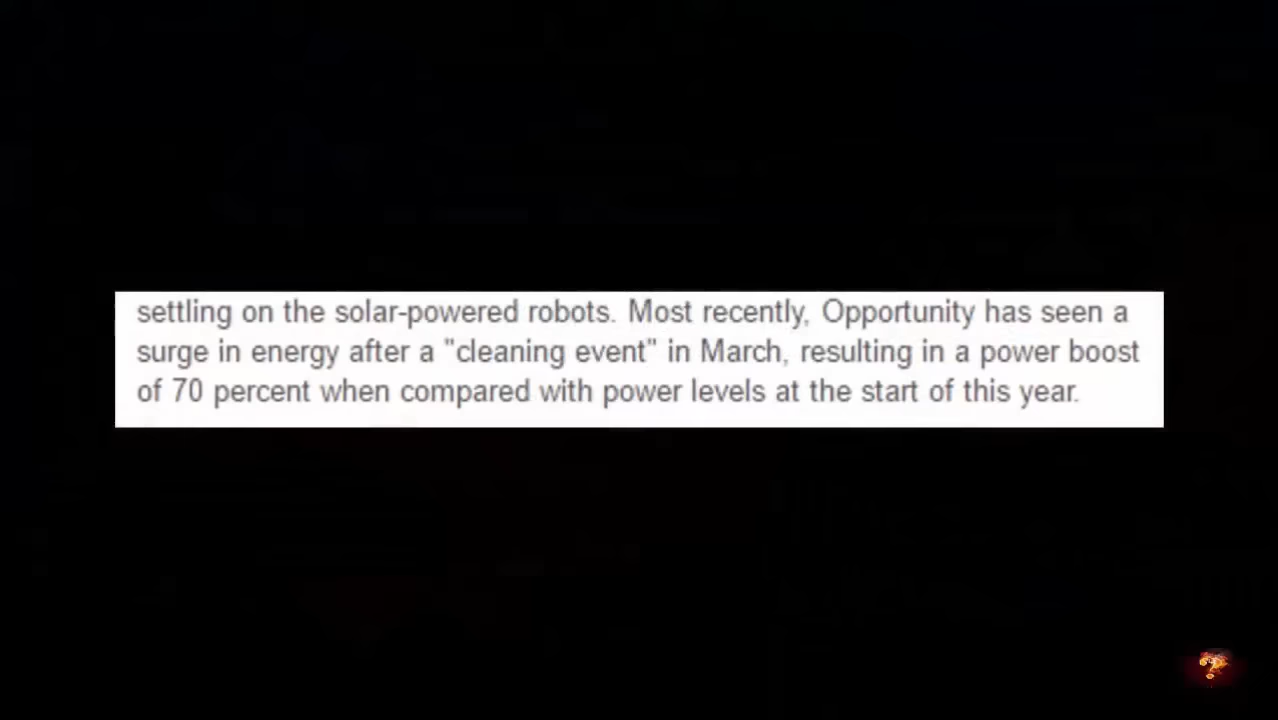 settling on the solar-powered robots. Most recently, Opportunity has seen a
surge in energy after a "cleaning event" in March, resulting in a power boost
of 70 percent when compared with power levels at the start of this year.